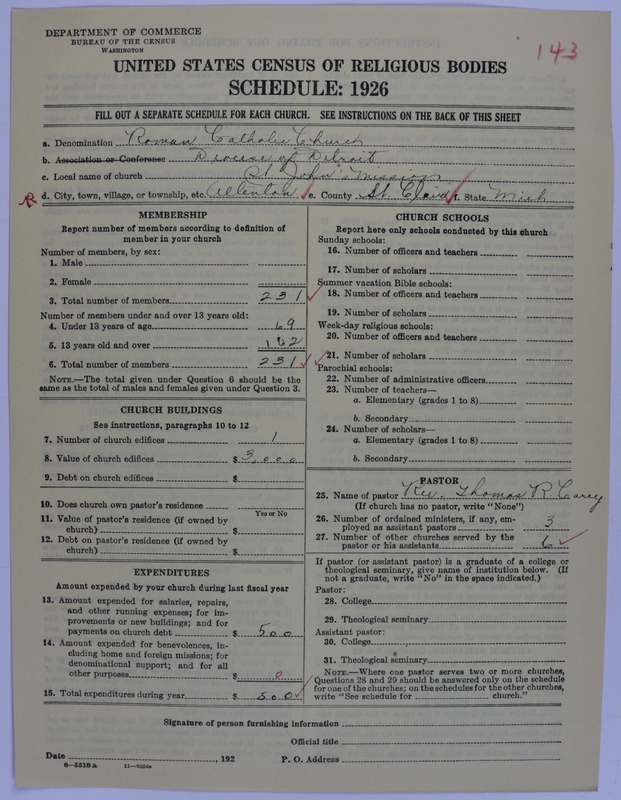 DEPARTMENT OF COMMERCE
BUREAU OF THE CENSUS
WASHINGTON
143
UNITED STATES CENSUS OF RELIGIOUS BODIES
SCHEDULE: 1926
FILL OUT A SEPARATE SCHEDULE FOR EACH CHURCH. SEE INSTRUCTIONS ON THE BACK OF THIS SHEET
a. Denomination Roman Catholic Church
b. Association or Conference Diocese of Detroit
c. Local name of church St John's Mission
d. City, town, village, or township, etc. Allenton e. County St. Clair f. State Mich
MEMBERSHIP
Report number of members according to definition of member in your church
Number of members, by sex:
1. Male
2. Female
3. Total number of members 231
Number of members under and over 13 years old:
4. Under 13 years of age 69
5. 13 years old and over 162
6. Total number of members 231
NOTE.—The total given under Question 6 should be the
same as the total of males and females given under Question 3.
CHURCH BUILDINGS
See instructions, paragraphs 10 to 12
7. Number of church edifices 1
8. Value of church edifices $ 3,000
9. Debt on church edifices $
10. Does church own pastor's residence
Yes or No
11. Value of pastor's residence (if owned by
church) $
12. Debt on pastor's residence (if owned by
church) $
EXPENDITURES
Amount expended by your church during last fiscal year
13. Amount expended for salaries, repairs,
and other running expenses; for im-
provements or new buildings; and for
payments on church debt $ 500
14. Amount expended for benevolences, in-
cluding home and foreign missions; for
denominational support; and for all
other purposes $ 0
15. Total expenditures during year $ 500
CHURCH SCHOOLS
Report here only schools conducted by this church
Sunday schools:
16. Number of officers and teachers
17. Number of scholars
Summer vacation Bible schools:
18. Number of officers and teachers
19. Number of scholars
Week-day religious schools:
20. Number of officers and teachers
21. Number of scholars
Parochial schools:
22. Number of administrative officers
23. Number of teachers—
a. Elementary (grades 1 to 8)
b. Secondary
24. Number of scholars—
a. Elementary (grades 1 to 8)
b. Secondary
PASTOR
25. Name of pastor Rev. Thomas R Carey
(If church has no pastor, write "None")
26. Number of ordained ministers, if any, em-
ployed as assistant pastors 3
27. Number of other churches served by the
pastor or his assistants 6
If pastor (or assistant pastor) is a graduate of a college or
theological seminary, give name of institution below. (If
not a graduate, write "No" in the space indicated.)
Pastor:
28. College
29. Theological seminary
Assistant pastor:
30. College
31. Theological seminary
NOTE.—Where one pastor serves two or more churches,
Questions 28 and 29 should be answered only on the schedule
for one of the churches; on the schedules for the other churches,
write "See schedule for church."
Signature of person furnishing information
Official title
Date , 192 P. O. Address
8—5518 a 11—9224a